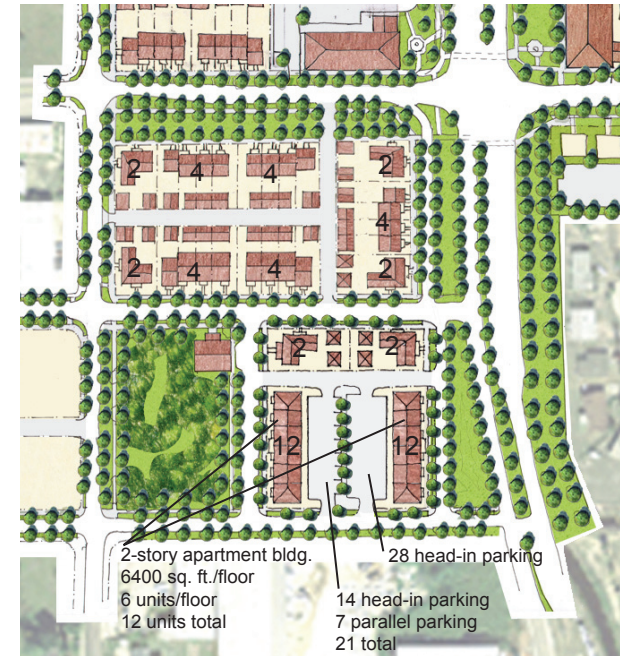 2 4 4 2
4
2 4 4 2
2 2
12 12
2-story apartment bldg.
6400 sq. ft./floor
6 units/floor
12 units total
28 head-in parking
14 head-in parking
7 parallel parking
21 total